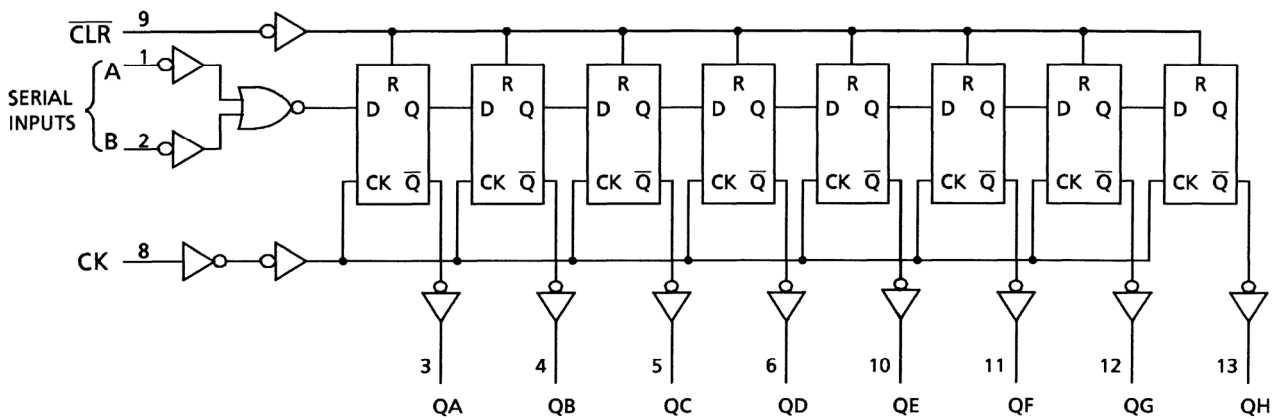 CLR 9
R R R R R R R R
A 1
SERIAL INPUTS
D Q D Q D Q D Q D Q D Q D Q D Q
B 2
CK Q̅ CK Q̅ CK Q̅ CK Q̅ CK Q̅ CK Q̅ CK Q̅ CK Q̅
CK 8
3 4 5 6 10 11 12 13
QA QB QC QD QE QF QG QH